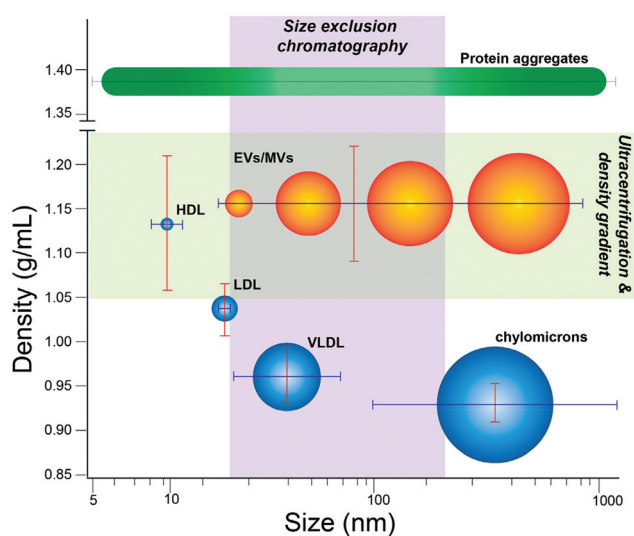 Size exclusion
chromatography
Protein aggregates
1.40
1.35
EVs/MVs
1.20
HDL
1.15
1.10
LDL
1.05
1.00
VLDL
chylomicrons
0.95
0.90
0.85
5
10
100
1000
Size (nm)
Density (g/mL)
Ultracentrifugation &
density gradient